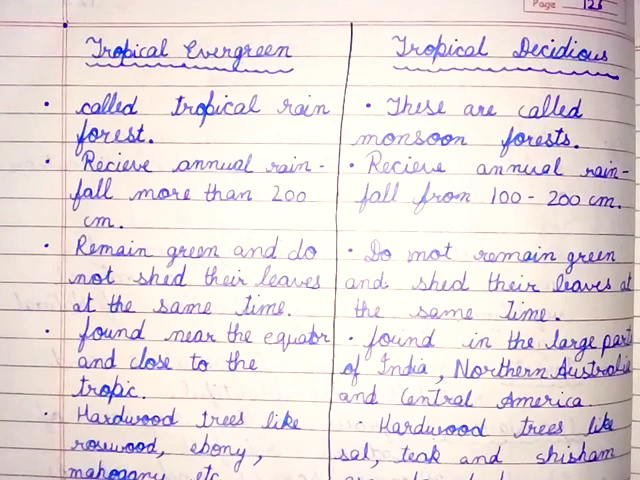 Page 125
Tropical Evergreen
called tropical rain
forest.
Recieve annual rain-
fall more than 200
cm.
Remain green and do
not shed their leaves
at the same time.
found near the equator
and close to the
tropic.
Hardwood trees like
rosewood, ebony,
mahogany etc
Tropical Decidious
These are called
monsoon forests.
Recieve annual rain-
fall from 100-200 cm.
Do not remain green
and shed their leaves at
the same time.
found in the large part
of India, Northern Australia
and Central America.
Hardwood trees like
sal, teak and shisham